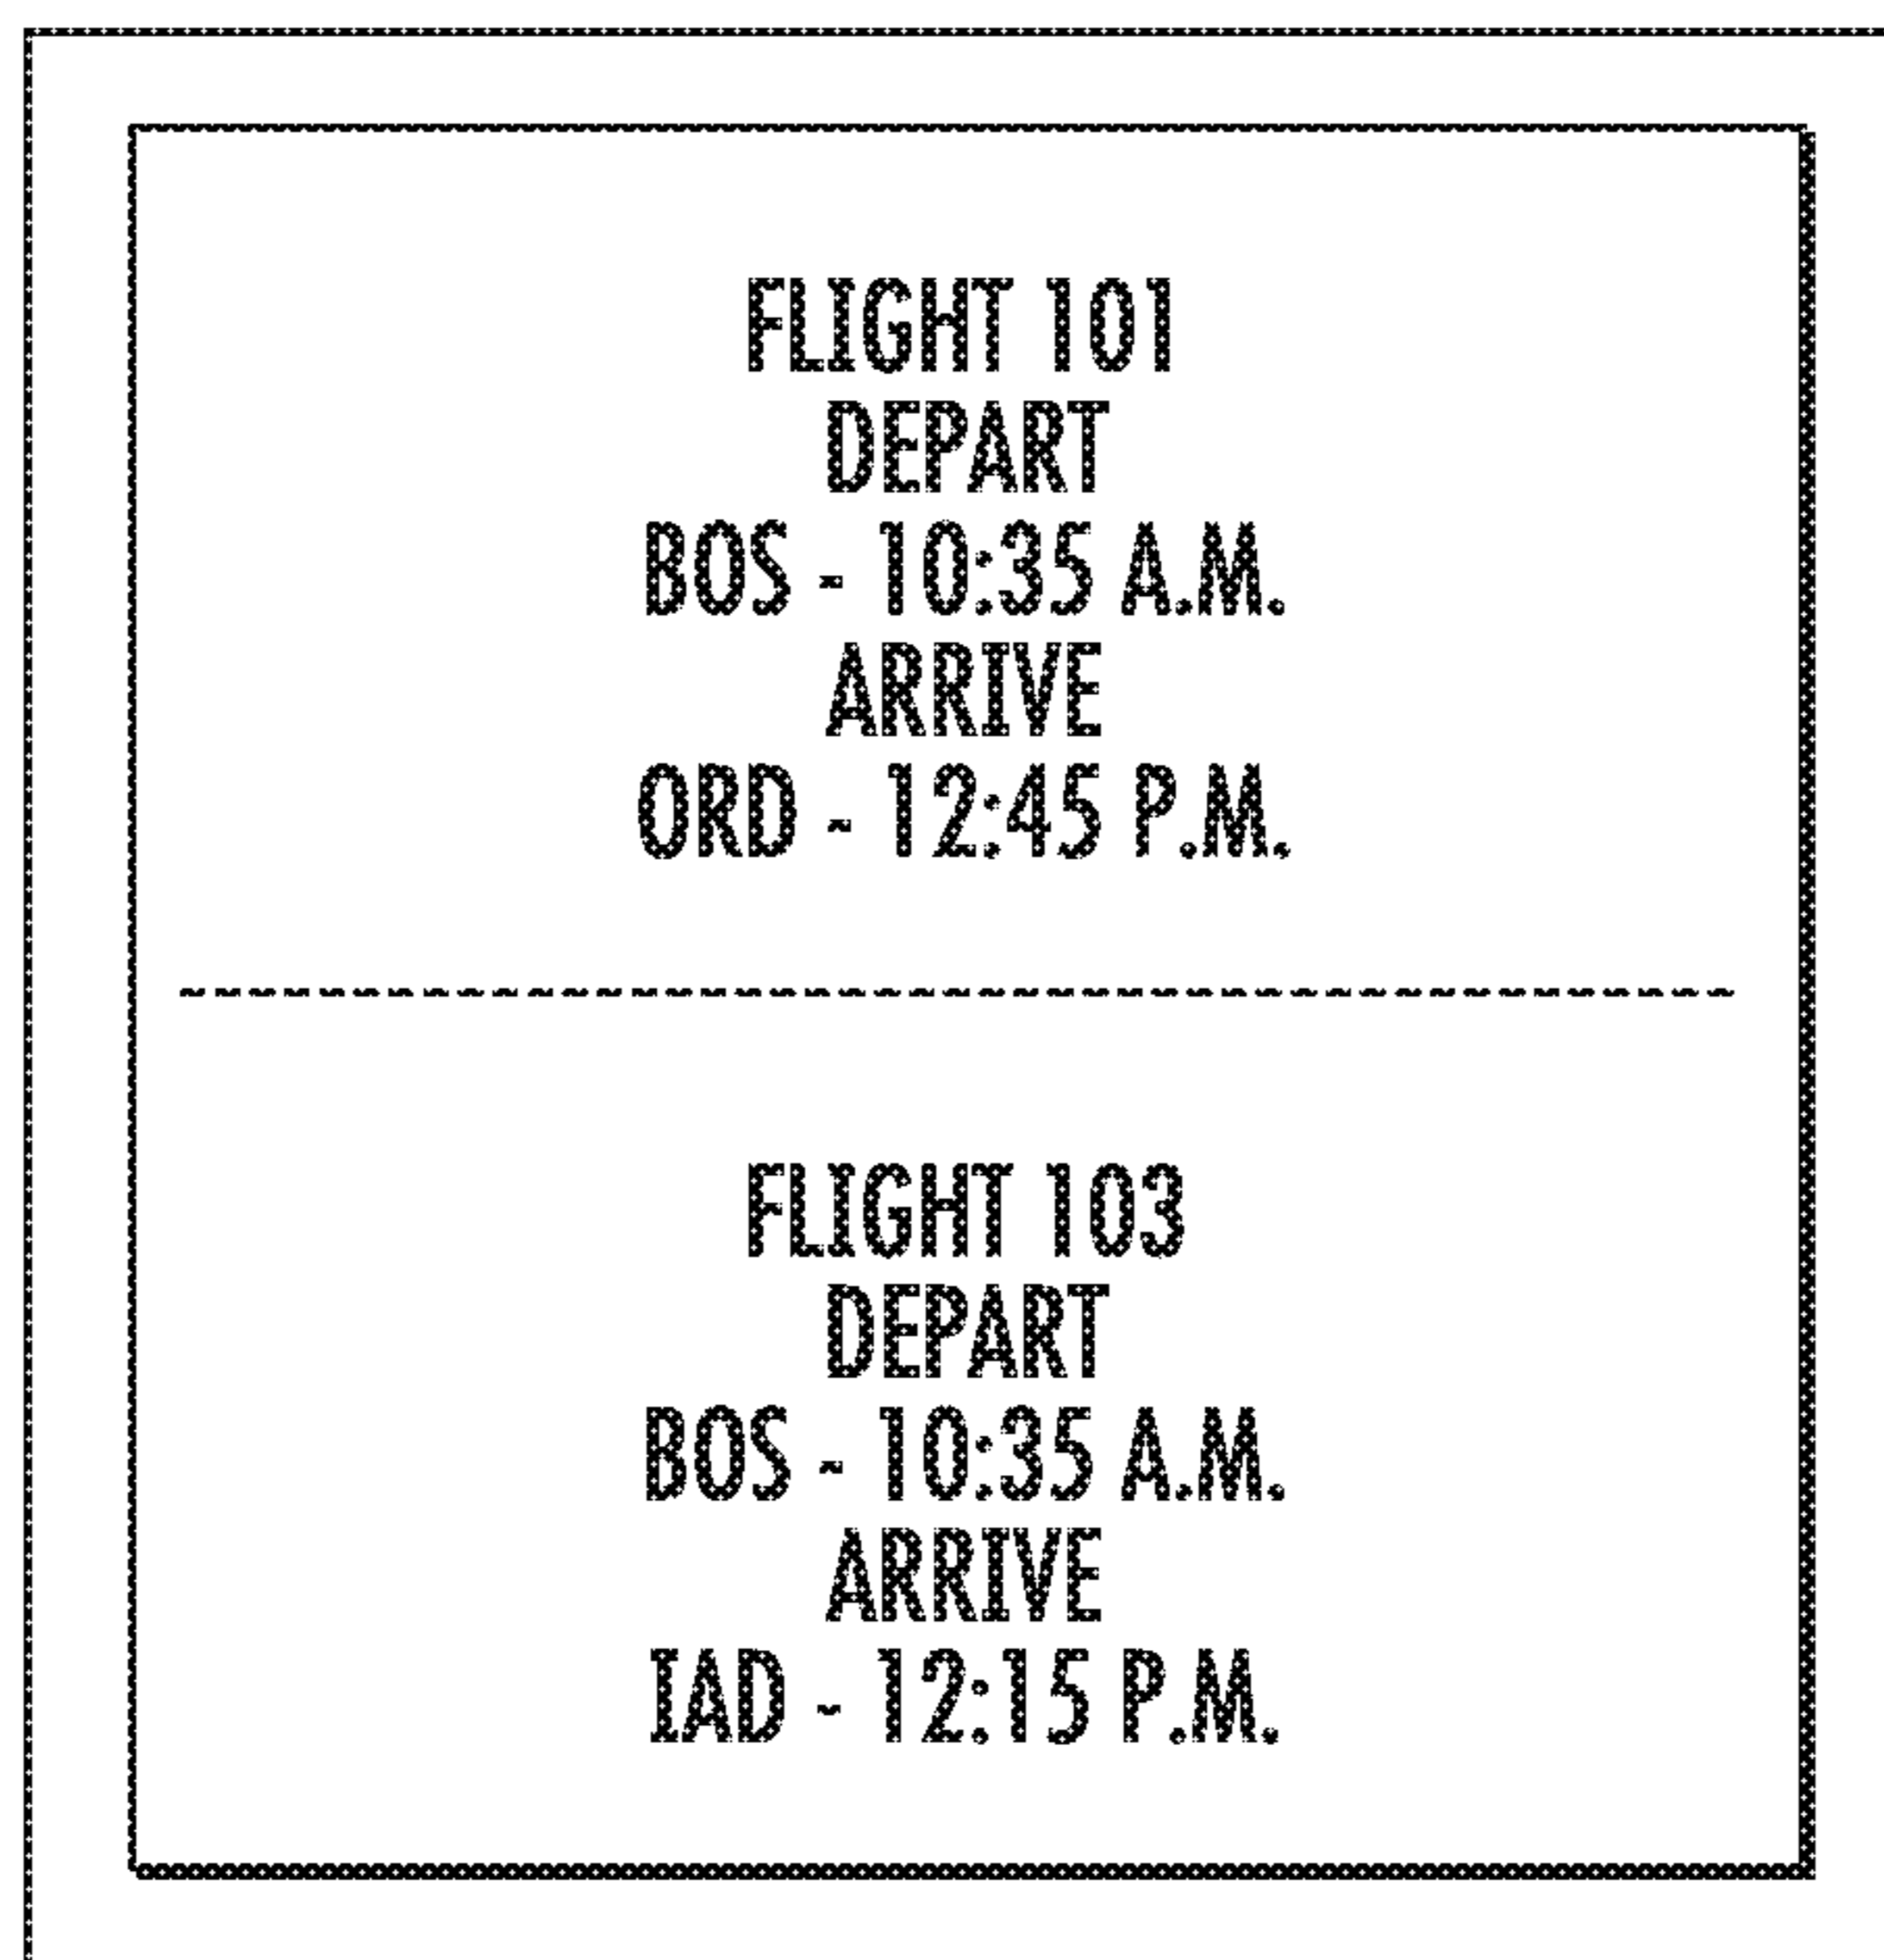 FLIGHT 101
DEPART
BOS - 10:35 A.M.
ARRIVE
ORD - 12:45 P.M.
FLIGHT 103
DEPART
BOS - 10:35 A.M.
ARRIVE
IAD - 12:15 P.M.